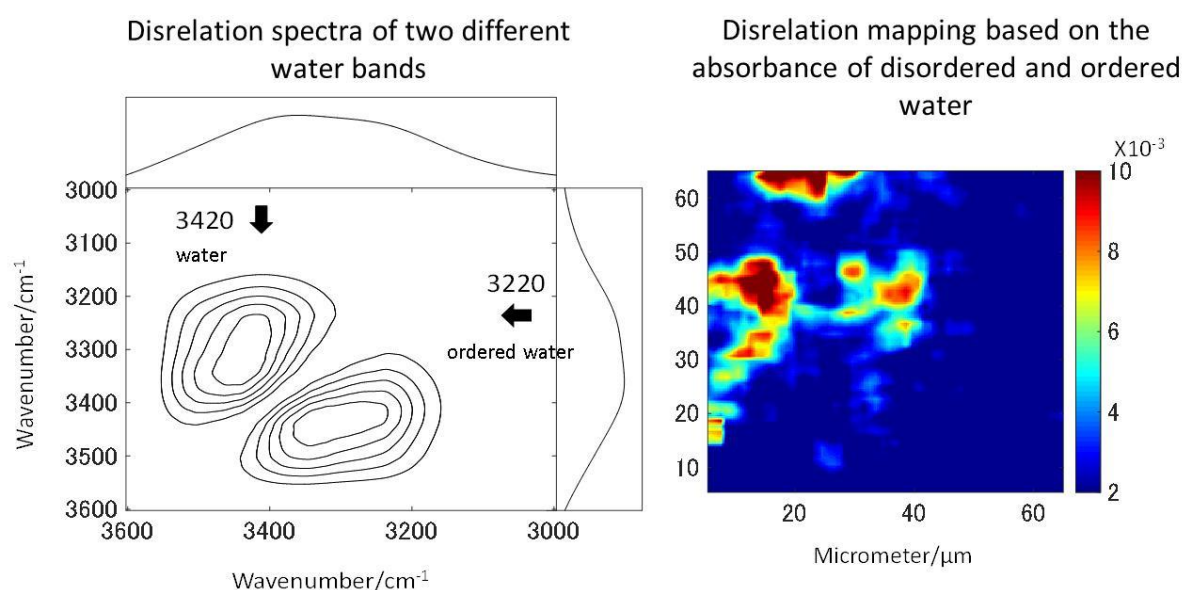 Disrelation spectra of two different
water bands
3000
3100
3200
3300
3400
3500
3600
Wavenumber/cm⁻¹
3420
water
3220
ordered water
3600
3400
3200
3000
Wavenumber/cm⁻¹
Disrelation mapping based on the
absorbance of disordered and ordered
water
X10⁻³
60
50
40
30
20
10
20
40
60
Micrometer/μm
10
8
6
4
2